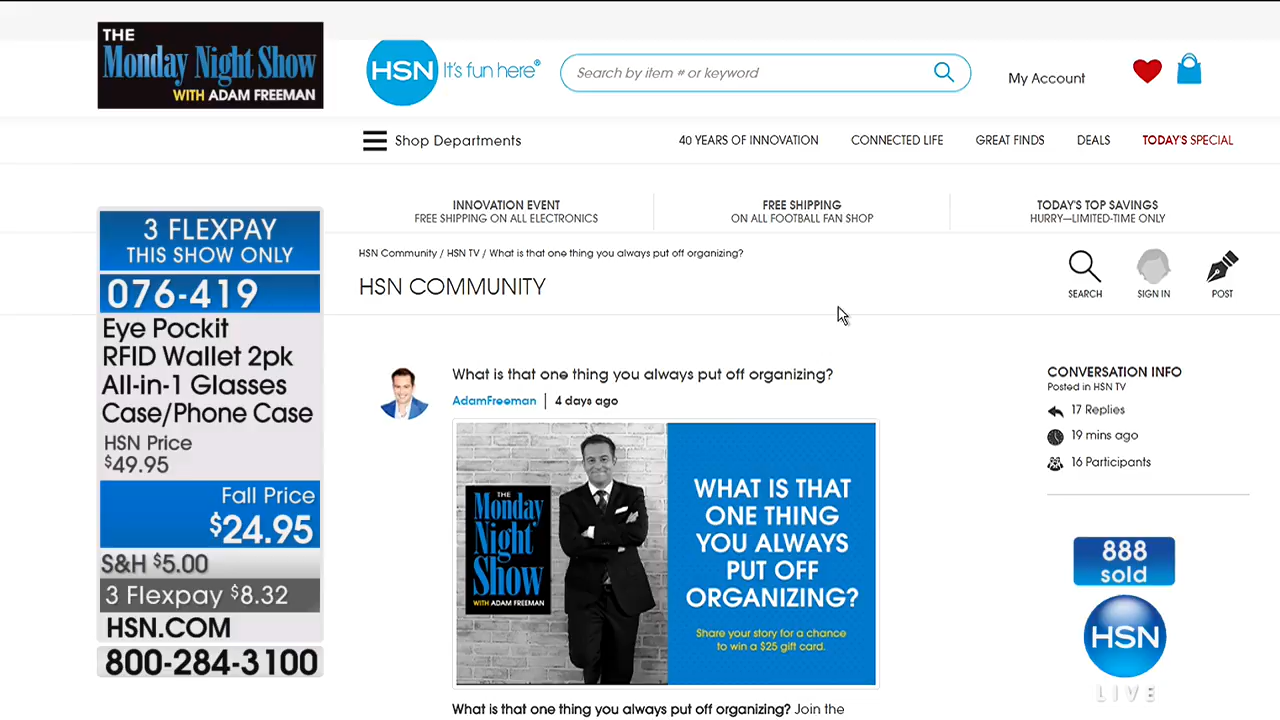 THE
Monday Night Show
WITH ADAM FREEMAN
HSN It's fun here®
Search by item # or keyword
My Account
Shop Departments
40 YEARS OF INNOVATION
CONNECTED LIFE
GREAT FINDS
DEALS
TODAY'S SPECIAL
INNOVATION EVENT
FREE SHIPPING ON ALL ELECTRONICS
FREE SHIPPING
ON ALL FOOTBALL FAN SHOP
TODAY'S TOP SAVINGS
HURRY—LIMITED-TIME ONLY
HSN Community / HSN TV / What is that one thing you always put off organizing?
HSN COMMUNITY
SEARCH
SIGN IN
POST
3 FLEXPAY
THIS SHOW ONLY
076-419
Eye Pockit
RFID Wallet 2pk
All-in-1 Glasses
Case/Phone Case
HSN Price
$49.95
Fall Price
$24.95
S&H $5.00
3 Flexpay $8.32
HSN.COM
800-284-3100
What is that one thing you always put off organizing?
AdamFreeman | 4 days ago
THE
Monday
Night
Show
WITH ADAM FREEMAN
WHAT IS THAT
ONE THING
YOU ALWAYS
PUT OFF
ORGANIZING?
Share your story for a chance
to win a $25 gift card.
What is that one thing you always put off organizing? Join the
CONVERSATION INFO
Posted in HSN TV
17 Replies
19 mins ago
16 Participants
888
sold
HSN
LIVE